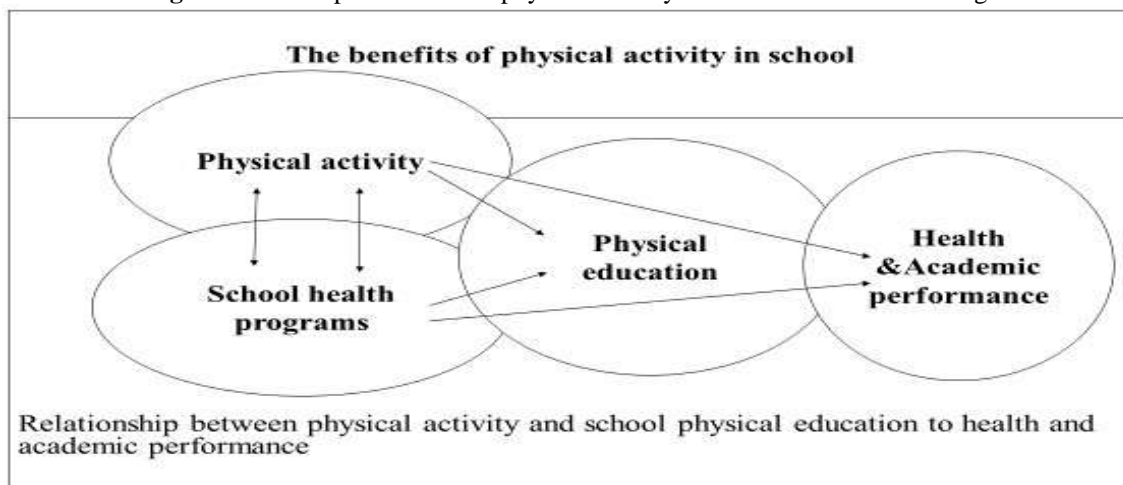 The benefits of physical activity in school
Physical activity
School health
programs
Physical
education
Health
&Academic
performance
Relationship between physical activity and school physical education to health and
academic performance